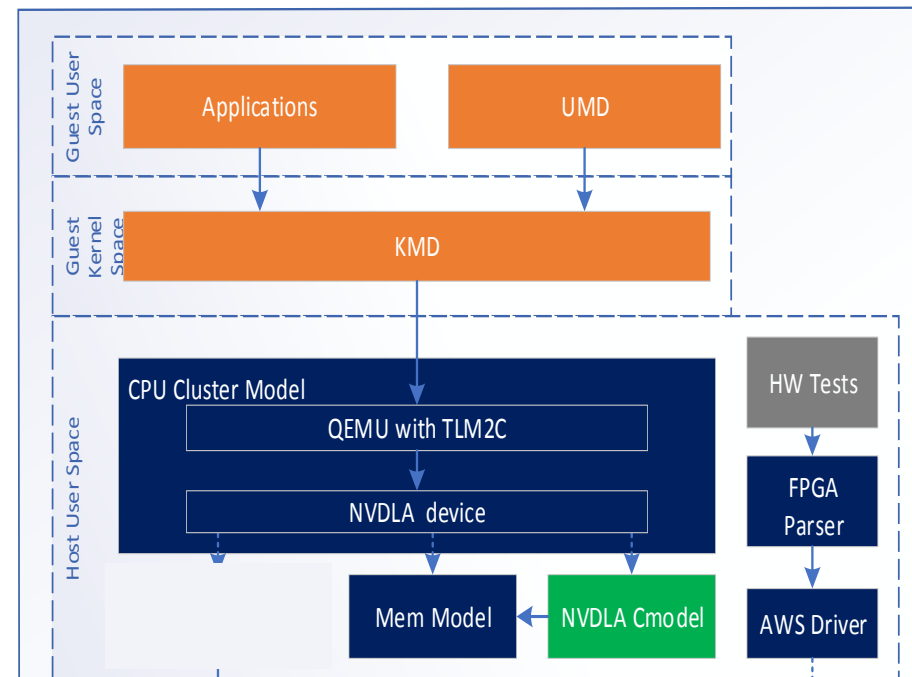 Guest User
Space
Applications
UMD
Guest
Kernel
Space
KMD
Host User Space
CPU Cluster Model
QEMU with TLM2C
NVDLA device
HW Tests
FPGA
Parser
Mem Model
NVDLA Cmodel
AWS Driver